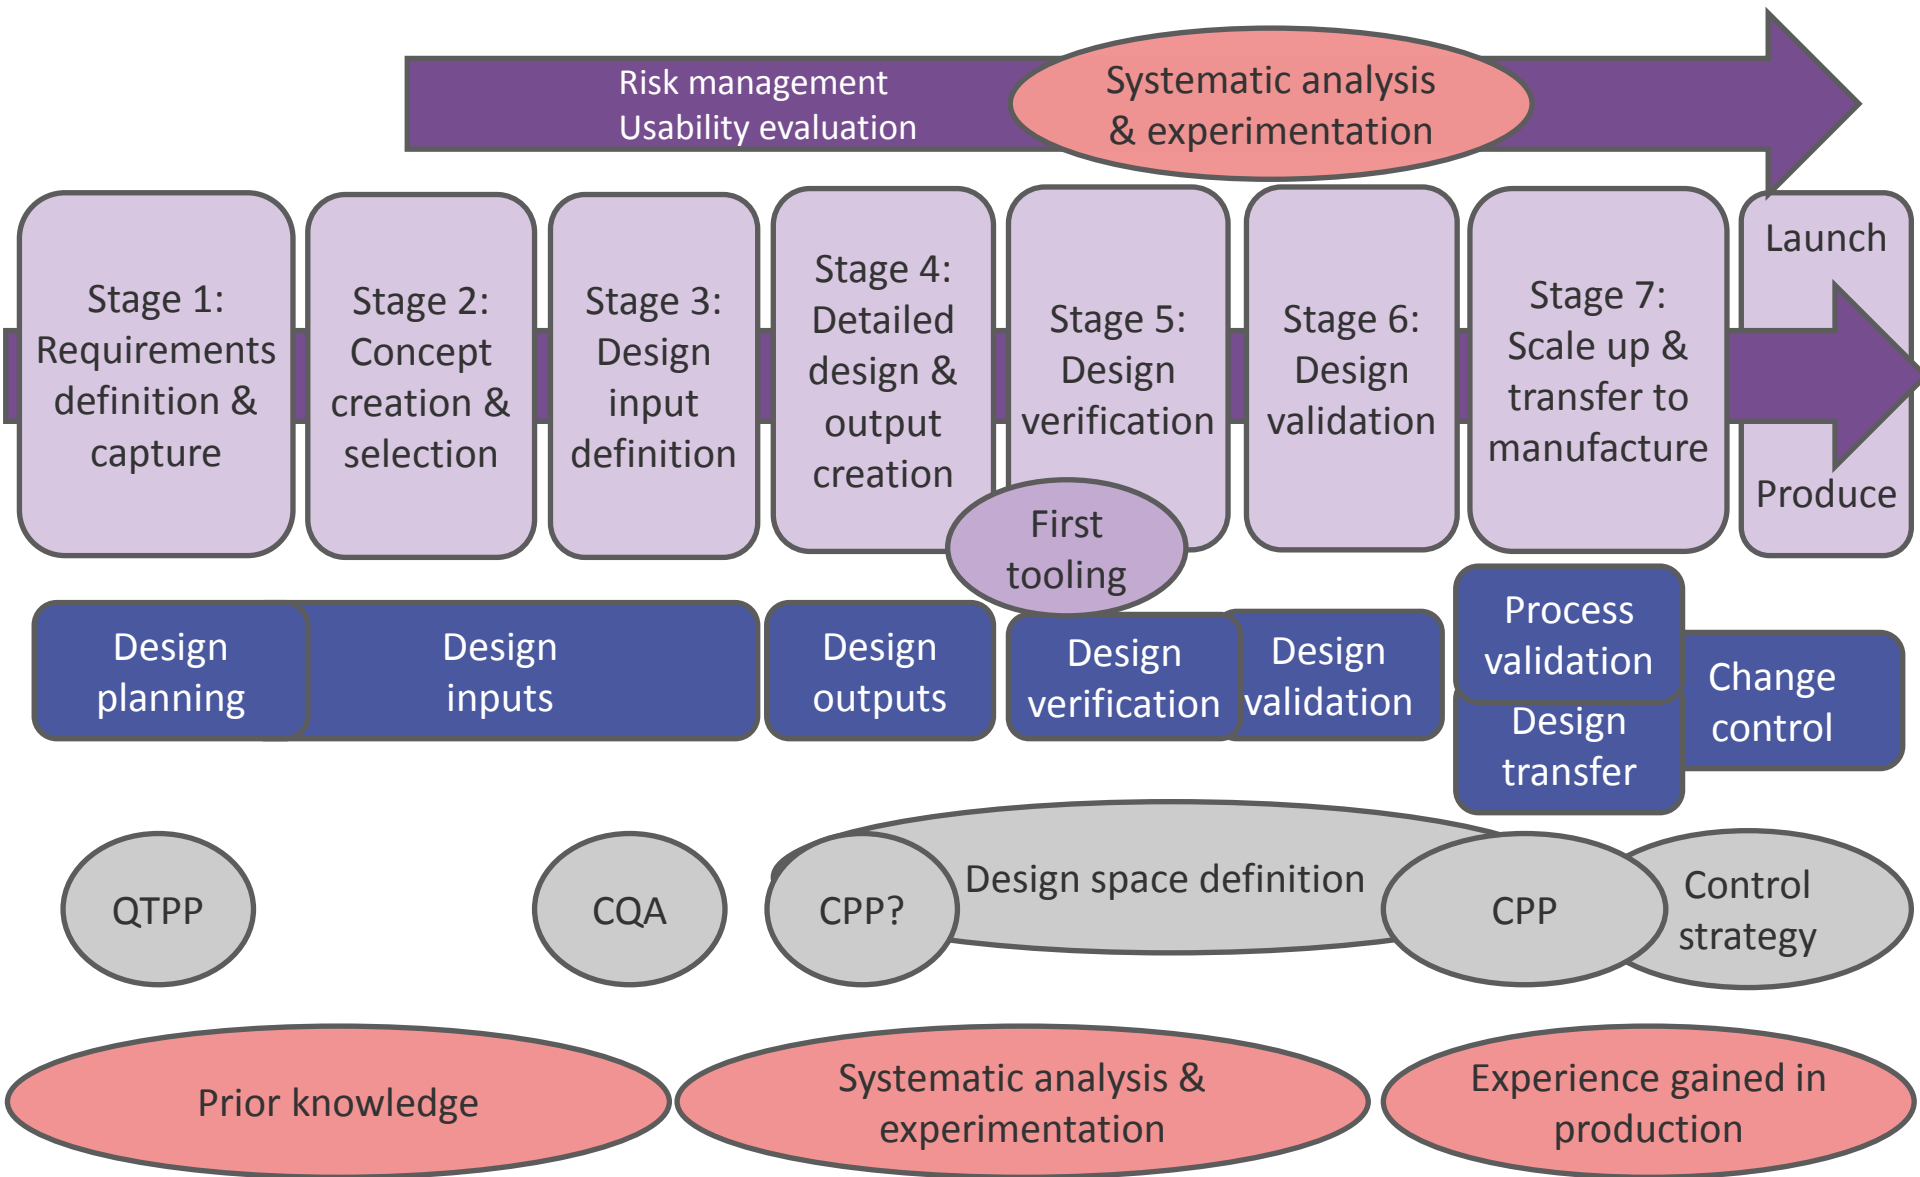 Risk management
Usability evaluation
Systematic analysis
& experimentation
Stage 1:
Requirements
definition &
capture
Stage 2:
Concept
creation &
selection
Stage 3:
Design
input
definition
Stage 4:
Detailed
design &
output
creation
Stage 5:
Design
verification
Stage 6:
Design
validation
Stage 7:
Scale up &
transfer to
manufacture
Launch
Produce
First
tooling
Design
planning
Design
inputs
Design
outputs
Design
verification
Design
validation
Process
validation
Design
transfer
Change
control
QTPP
CQA
CPP?
Design space definition
CPP
Control
strategy
Prior knowledge
Systematic analysis &
experimentation
Experience gained in
production